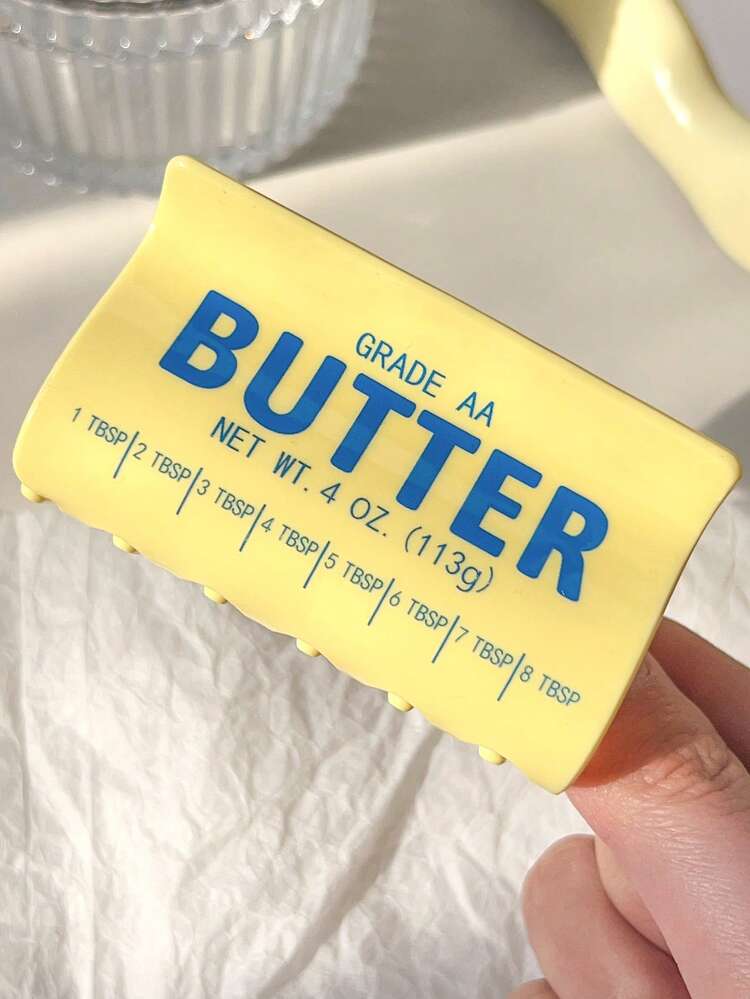 GRADE AA
BUTTER
NET WT. 4 OZ. (113g)
1 TBSP|2 TBSP|3 TBSP|4 TBSP|5 TBSP|6 TBSP|7 TBSP|8 TBSP